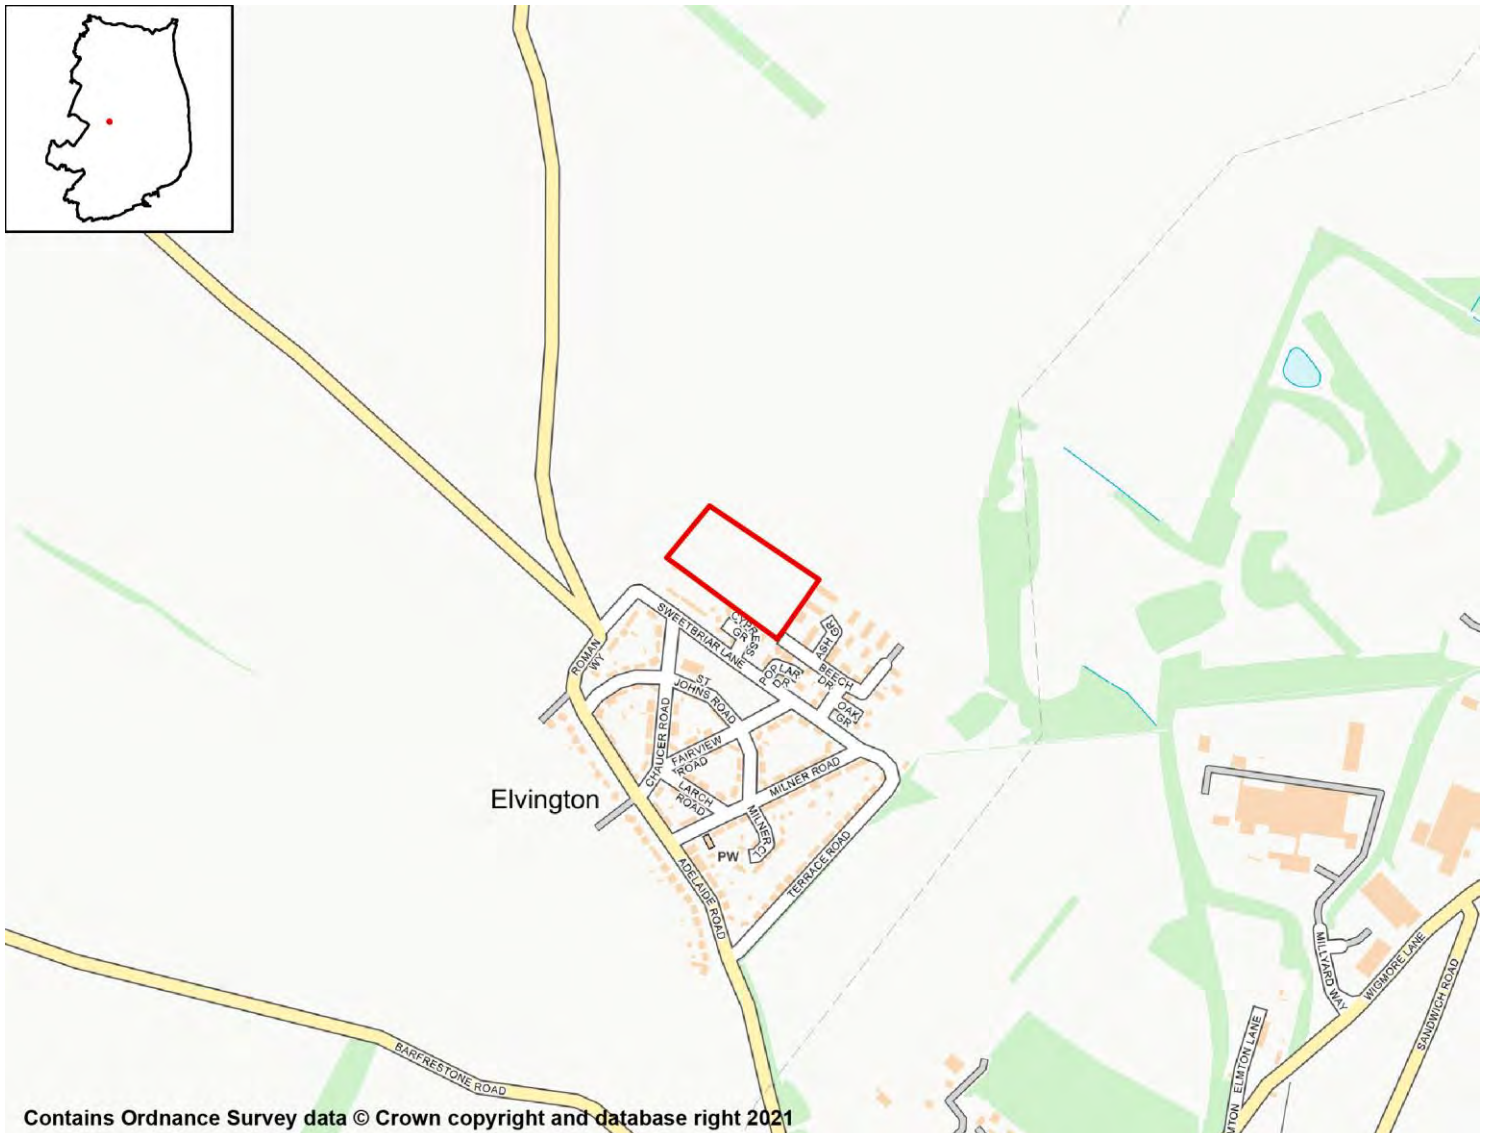 SWEETBRIAR LANE
CYPRESS
GR
ASH GR
ROMAN
WY
POP
DR
LAR
DR
BEECH
DR
OAK
GR
ST
JOHNS ROAD
CHAUCER ROAD
FAIRVIEW
ROAD
LARCH
ROAD
MILNER ROAD
MILNER
CL
Elvington
PW
TERRACE ROAD
ADELAIDE ROAD
MILLYARD WAY
WIGMORE LANE
SANDWICH ROAD
ELMTON LANE
BARFRESTONE ROAD
Contains Ordnance Survey data © Crown copyright and database right 2021